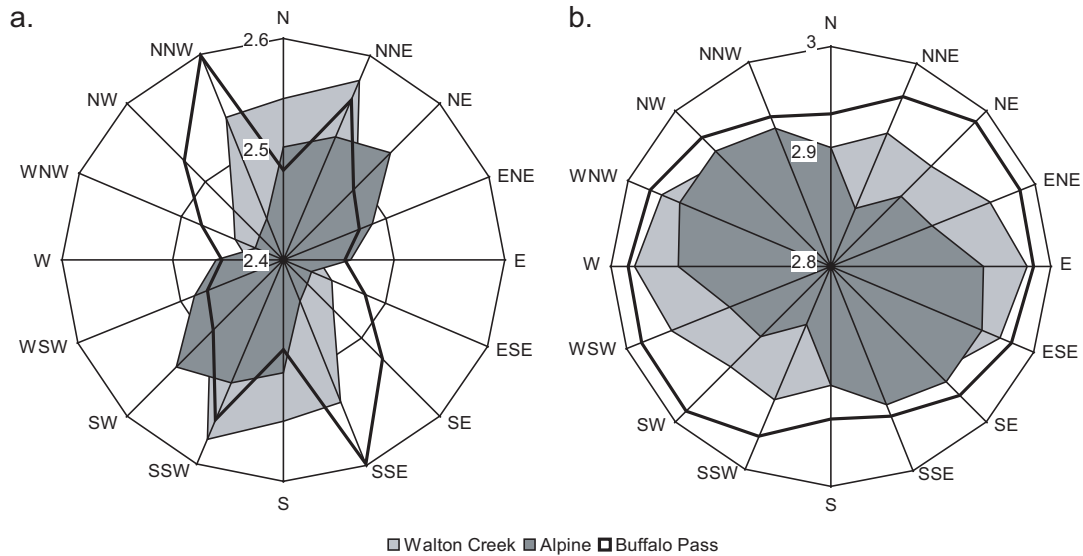 a.
N
2.6
NNW
NNE
NW
NE
2.5
WNW
ENE
W
2.4
E
WSW
ESE
SW
SE
SSW
SSE
S
b.
N
3
NNW
NNE
NW
NE
2.9
WNW
ENE
W
2.8
E
WSW
ESE
SW
SE
SSW
SSE
S
Walton Creek Alpine Buffalo Pass